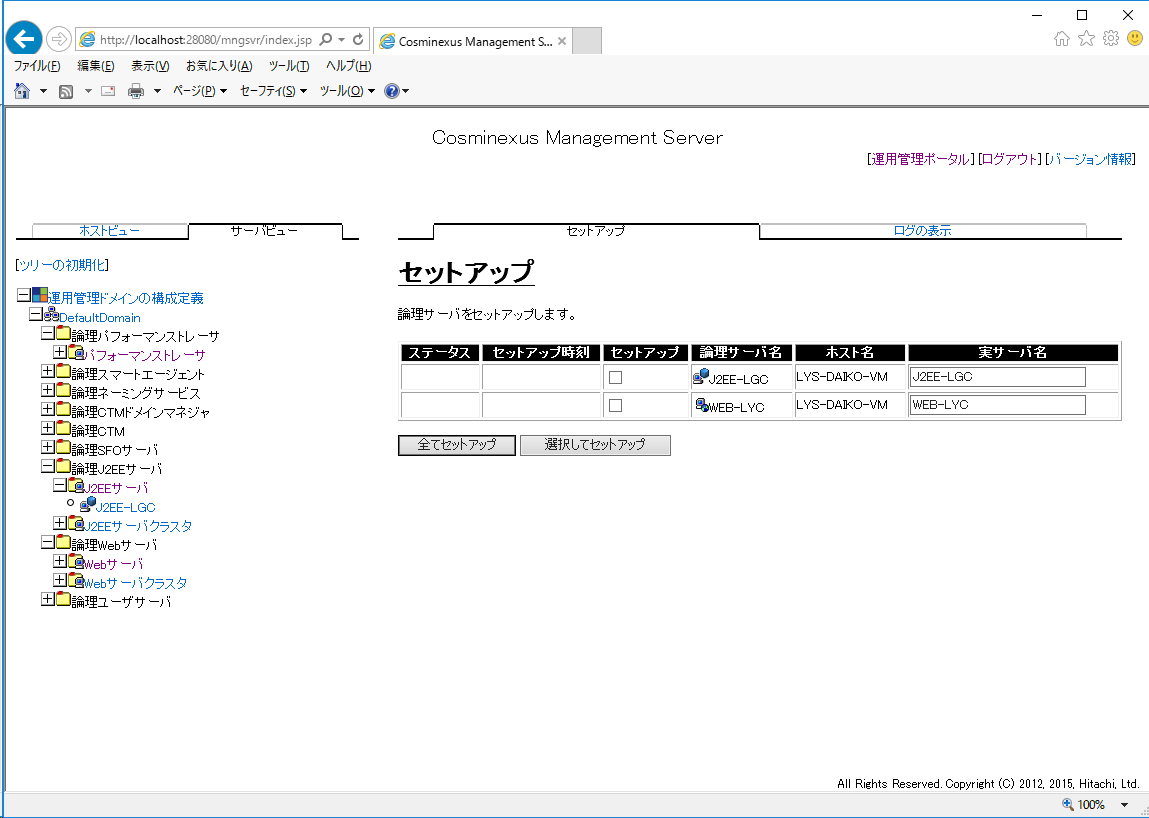 http://localhost:28080/mngsvr/index.jsp
Cosminexus Management S...
ファイル(F) 編集(E) 表示(V) お気に入り(A) ツール(T) ヘルプ(H)
ページ(P) セーフティ(S) ツール(O)
Cosminexus Management Server
[運用管理ポータル] [ログアウト] [バージョン情報]
ホストビュー サーバビュー
セットアップ ログの表示
[ツリーの初期化]
運用管理ドメインの構成定義
DefaultDomain
論理パフォーマンストレーサ
パフォーマンストレーサ
論理スマートエージェント
論理ネーミングサービス
論理CTMドメインマネジャ
論理CTM
論理SFOサーバ
論理J2EEサーバ
J2EEサーバ
J2EE-LGC
J2EEサーバクラスタ
論理Webサーバ
Webサーバ
Webサーバクラスタ
論理ユーザサーバ
セットアップ
論理サーバをセットアップします。
ステータス セットアップ時刻 セットアップ 論理サーバ名 ホスト名 実サーバ名
J2EE-LGC LYS-DAIKO-VM J2EE-LGC
WEB-LYC LYS-DAIKO-VM WEB-LYC
全てセットアップ 選択してセットアップ
All Rights Reserved. Copyright (C) 2012, 2015, Hitachi, Ltd.
100%